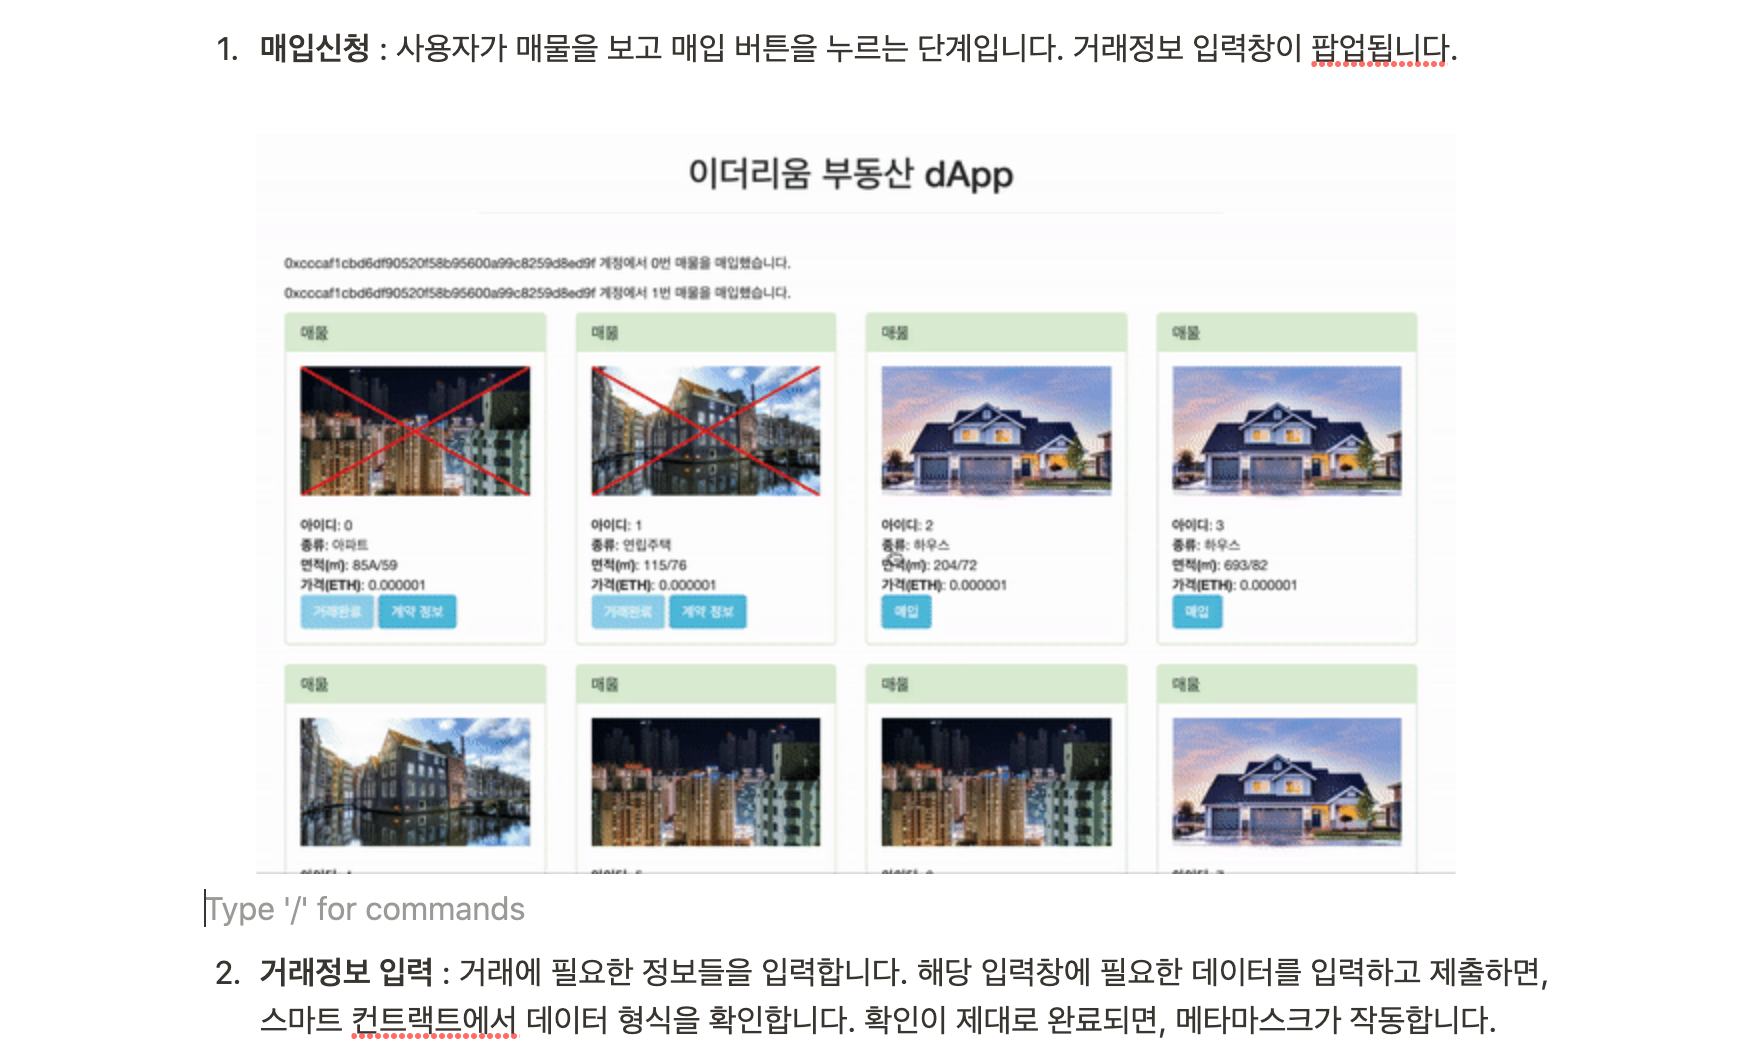 1. 매입신청 : 사용자가 매물을 보고 매입 버튼을 누르는 단계입니다. 거래정보 입력창이 팝업됩니다.
이더리움 부동산 dApp
0xcccaf1cbd6df90520f58b95600a99c8259d8ed9f 계정에서 0번 매물을 매입했습니다.
0xcccaf1cbd6df90520f58b95600a99c8259d8ed9f 계정에서 1번 매물을 매입했습니다.
매물 매물 매물 매물
아이디: 0 아이디: 1 아이디: 2 아이디: 3
종류: 아파트 종류: 연립주택 종류: 하우스 종류: 하우스
면적(㎡): 85A/59 면적(㎡): 115/76 면적(㎡): 204/72 면적(㎡): 693/82
가격(ETH): 0.000001 가격(ETH): 0.000001 가격(ETH): 0.000001 가격(ETH): 0.000001
거래완료 계약 정보 거래완료 계약 정보 매입 매입
매물 매물 매물 매물
Type '/' for commands
2. 거래정보 입력 : 거래에 필요한 정보들을 입력합니다. 해당 입력창에 필요한 데이터를 입력하고 제출하면,
스마트 컨트랙트에서 데이터 형식을 확인합니다. 확인이 제대로 완료되면, 메타마스크가 작동합니다.